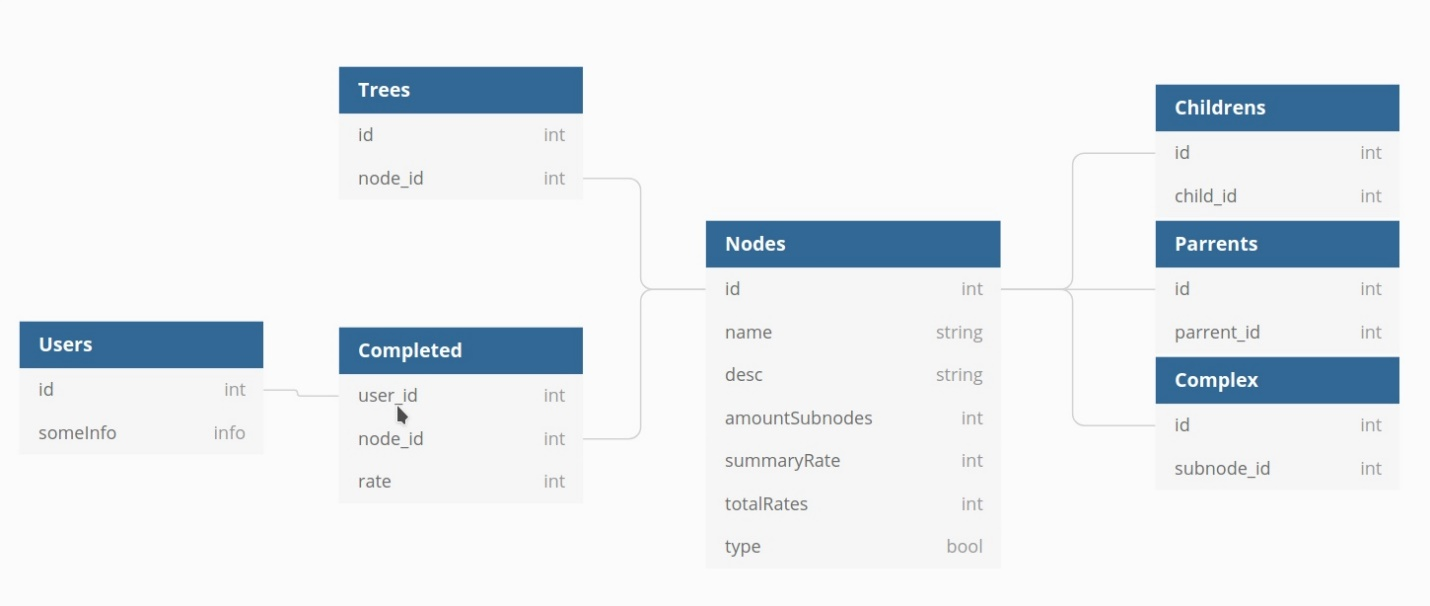 Trees
id int
node_id int
Users
id int
someInfo info
Completed
user_id int
node_id int
rate int
Nodes
id int
name string
desc string
amountSubnodes int
summaryRate int
totalRates int
type bool
Childrens
id int
child_id int
Parrents
id int
parrent_id int
Complex
id int
subnode_id int